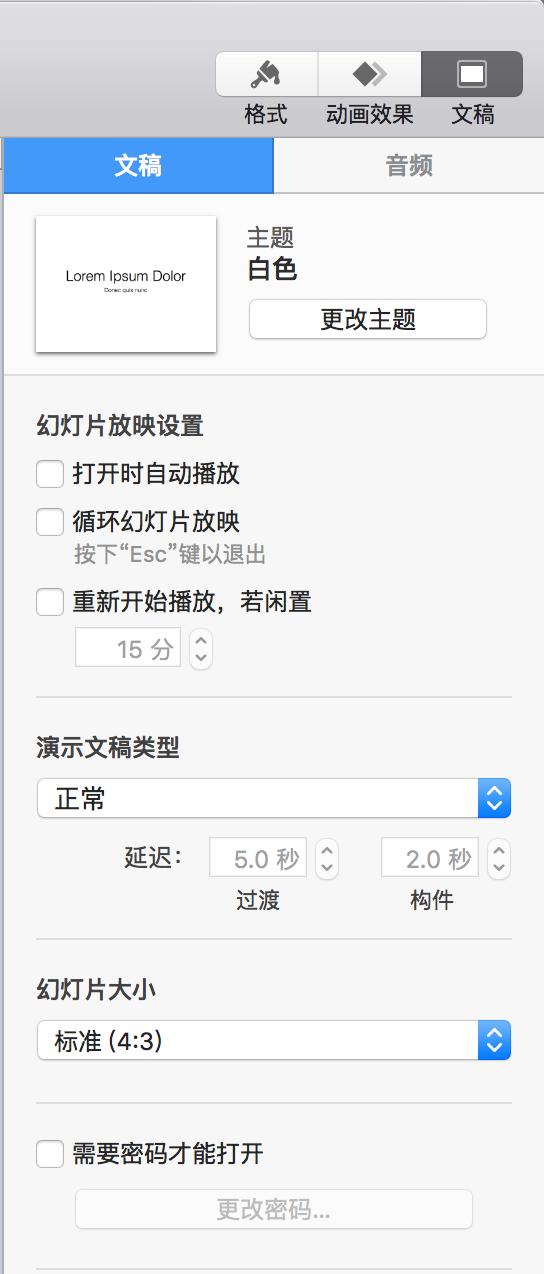 格式 动画效果 文稿
文稿 音频
Lorem Ipsum Dolor
Donec quis nunc
主题
白色
更改主题
幻灯片放映设置
打开时自动播放
循环幻灯片放映
按下“Esc”键以退出
重新开始播放，若闲置
15 分
演示文稿类型
正常
延迟： 5.0 秒 2.0 秒
过渡 构件
幻灯片大小
标准 (4:3)
需要密码才能打开
更改密码...